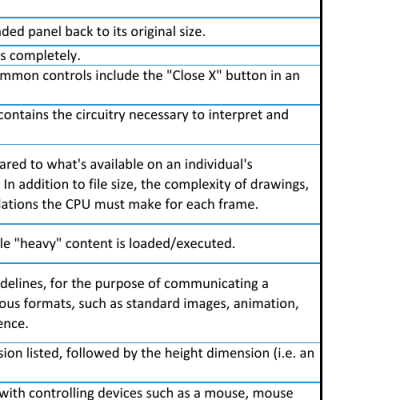 ded panel back to its original size.
s completely.
mmon controls include the "Close X" button in an
contains the circuitry necessary to interpret and
ared to what's available on an individual's
In addition to file size, the complexity of drawings,
lations the CPU must make for each frame.
le "heavy" content is loaded/executed.
idelines, for the purpose of communicating a
ous formats, such as standard images, animation,
ence.
sion listed, followed by the height dimension (i.e. an
with controlling devices such as a mouse, mouse